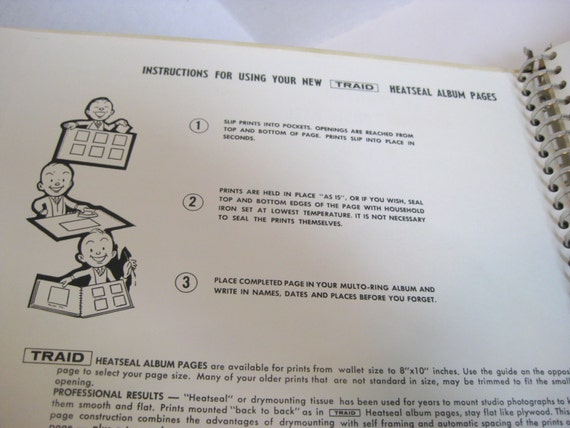 INSTRUCTIONS FOR USING YOUR NEW TRAID HEATSEAL ALBUM PAGES
1
SLIP PRINTS INTO POCKETS. OPENINGS ARE REACHED FROM
TOP AND BOTTOM OF PAGE. PRINTS SLIP INTO PLACE IN
SECONDS.
2
PRINTS ARE HELD IN PLACE "AS IS", OR IF YOU WISH, SEAL
TOP AND BOTTOM EDGES OF THE PAGE WITH HOUSEHOLD
IRON SET AT LOWEST TEMPERATURE. IT IS NOT NECESSARY
TO SEAL THE PRINTS THEMSELVES.
3
PLACE COMPLETED PAGE IN YOUR MULTO-RING ALBUM AND
WRITE IN NAMES, DATES AND PLACES BEFORE YOU FORGET.
TRAID HEATSEAL ALBUM PAGES are available for prints from wallet size to 8"x10" inches. Use the guide on the oppos
page to select your page size. Many of your older prints that are not standard in size, may be trimmed to fit the small
opening.
PROFESSIONAL RESULTS — "Heatseal" or drymounting tissue has been used for years to mount studio photographs to k
them smooth and flat. Prints mounted "back to back" as in TRAID Heatseal album pages, stay flat like plywood. This
page construction combines the advantages of drymounting with self framing and automatic spacing of the prints o